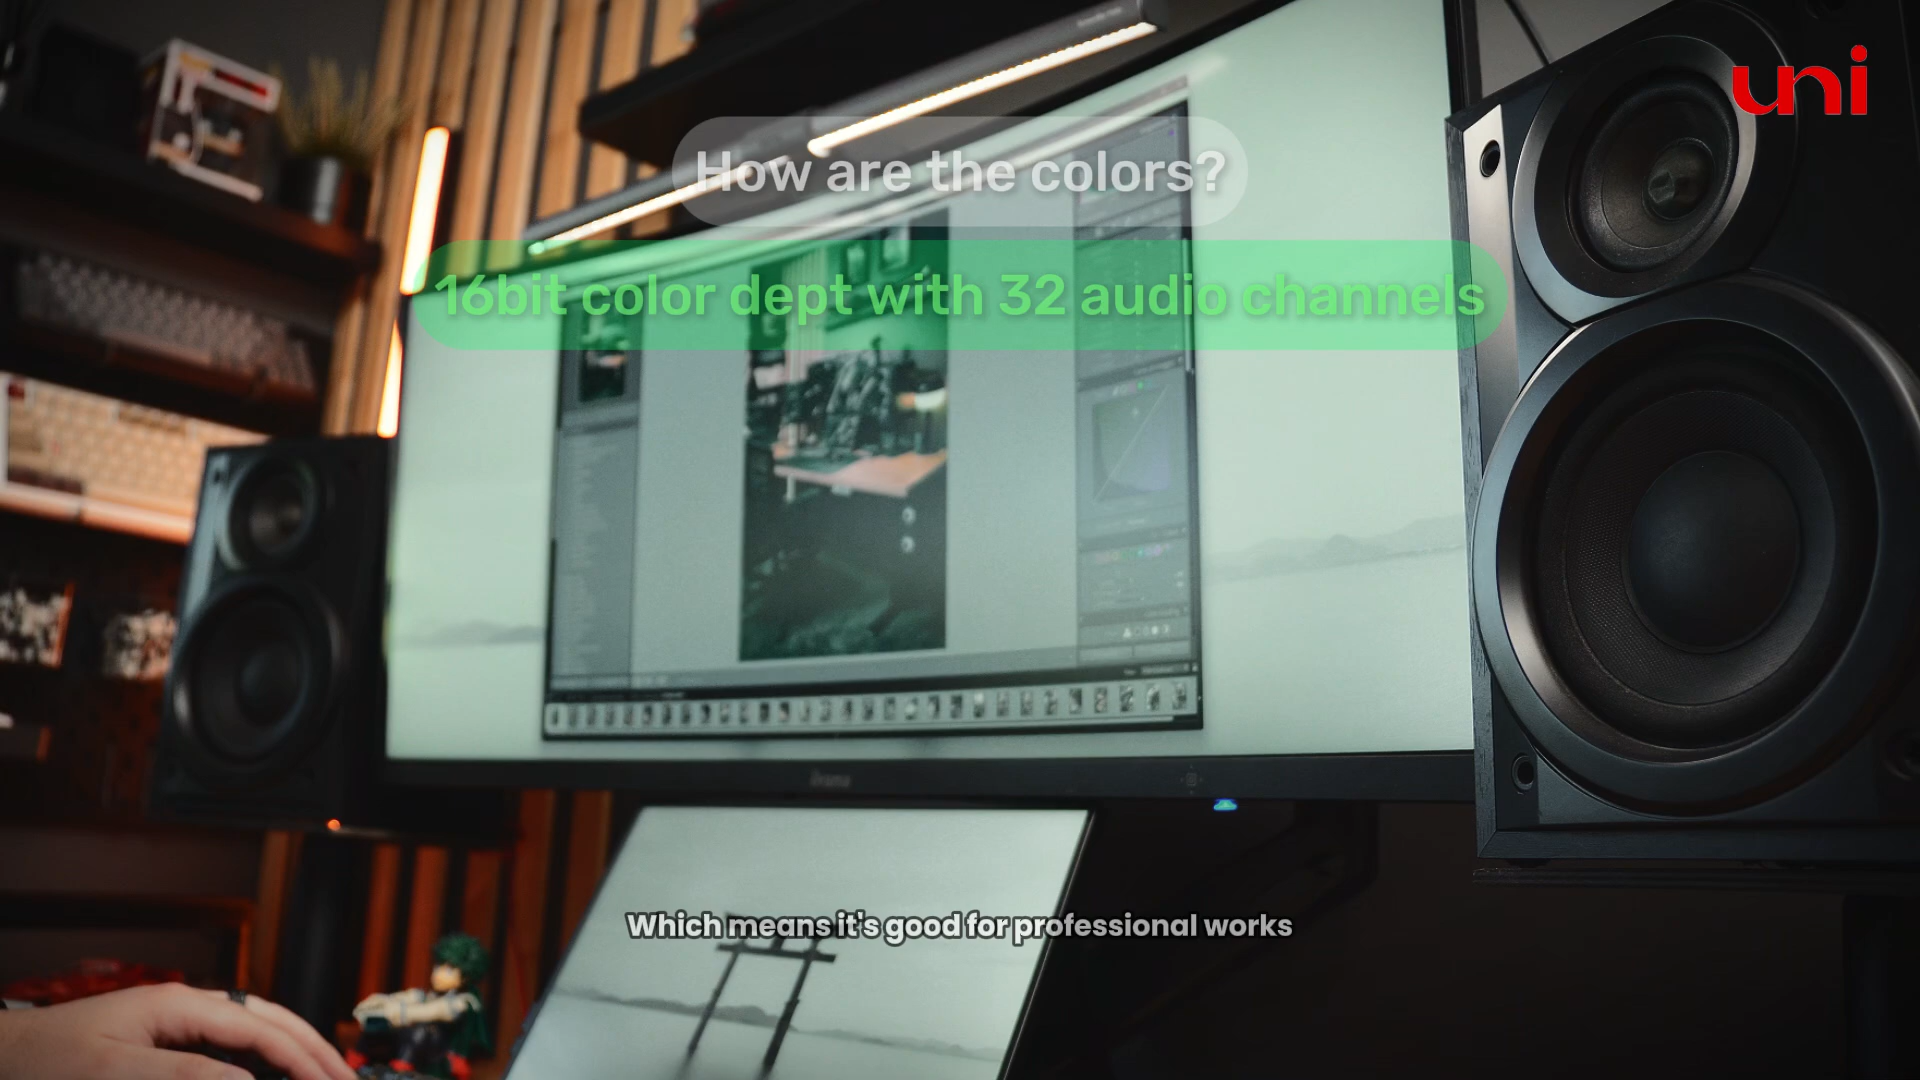 uni
How are the colors?
16bit color dept with 32 audio channels
Which means it's good for professional works